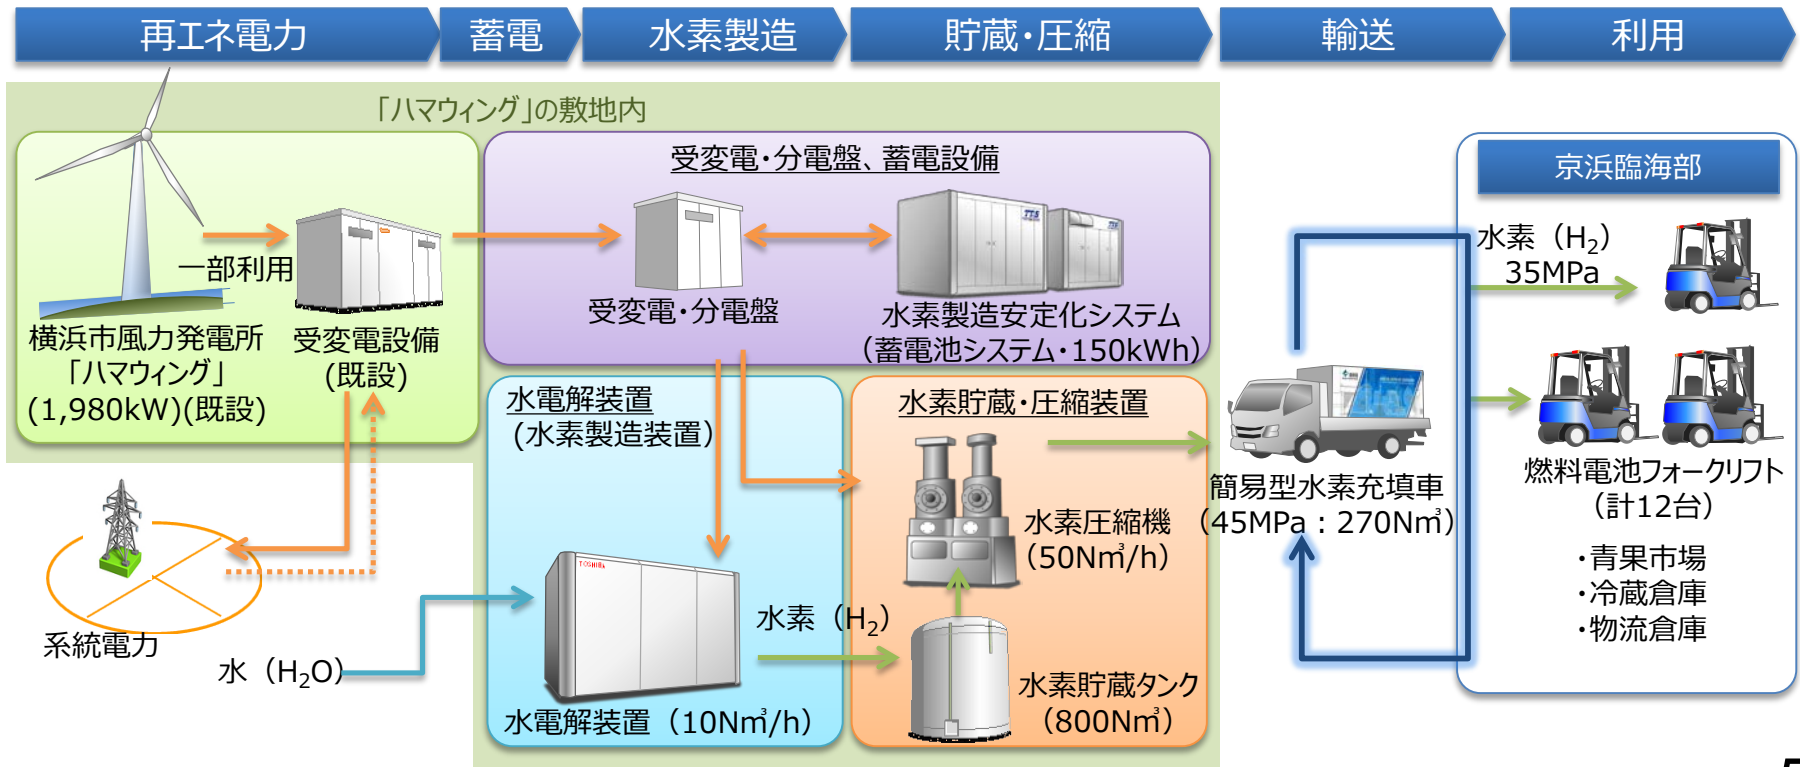 再エネ電力
蓄電
水素製造
貯蔵・圧縮
輸送
利用
「ハマウィング」の敷地内
一部利用
横浜市風力発電所
「ハマウィング」
(1,980kW)(既設)
受変電設備
(既設)
受変電・分電盤、蓄電設備
受変電・分電盤
水素製造安定化システム
（蓄電池システム・150kWh）
系統電力
水（H₂O）
水電解装置
(水素製造装置)
TOSHIBA
水電解装置（10N㎥/h）
水素（H₂）
水素貯蔵・圧縮装置
水素圧縮機
（50N㎥/h）
水素貯蔵タンク
（800N㎥）
簡易型水素充填車
（45MPa：270N㎥）
京浜臨海部
水素（H₂）
35MPa
燃料電池フォークリフト
（計12台）
・青果市場
・冷蔵倉庫
・物流倉庫